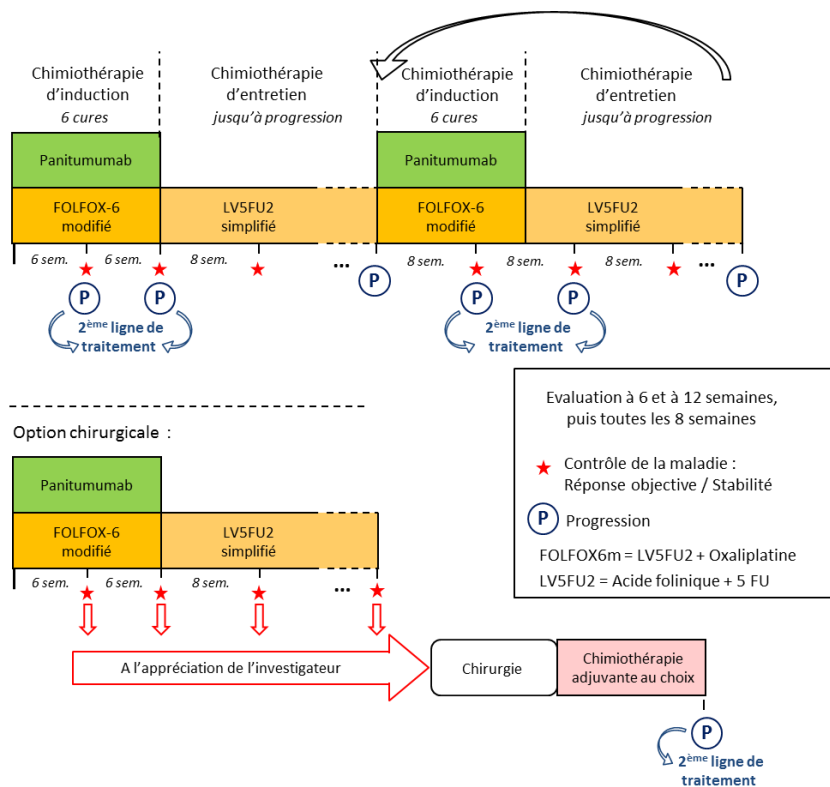 Chimiothérapie
d'induction
6 cures
Chimiothérapie
d'entretien
jusqu'à progression
Chimiothérapie
d'induction
6 cures
Chimiothérapie
d'entretien
jusqu'à progression
Panitumumab
Panitumumab
FOLFOX-6
modifié
LV5FU2
simplifié
FOLFOX-6
modifié
LV5FU2
simplifié
6 sem.
6 sem.
8 sem.
...
8 sem.
8 sem.
8 sem.
...
P
P
P
P
P
P
2ème ligne de
traitement
2ème ligne de
traitement
Evaluation à 6 et à 12 semaines,
puis toutes les 8 semaines
Contrôle de la maladie :
Réponse objective / Stabilité
P Progression
FOLFOX6m = LV5FU2 + Oxaliplatine
LV5FU2 = Acide folinique + 5 FU
Option chirurgicale :
Panitumumab
FOLFOX-6
modifié
LV5FU2
simplifié
6 sem.
6 sem.
8 sem.
...
A l'appréciation de l'investigateur
Chirurgie
Chimiothérapie
adjuvante au choix
P
2ème ligne de
traitement